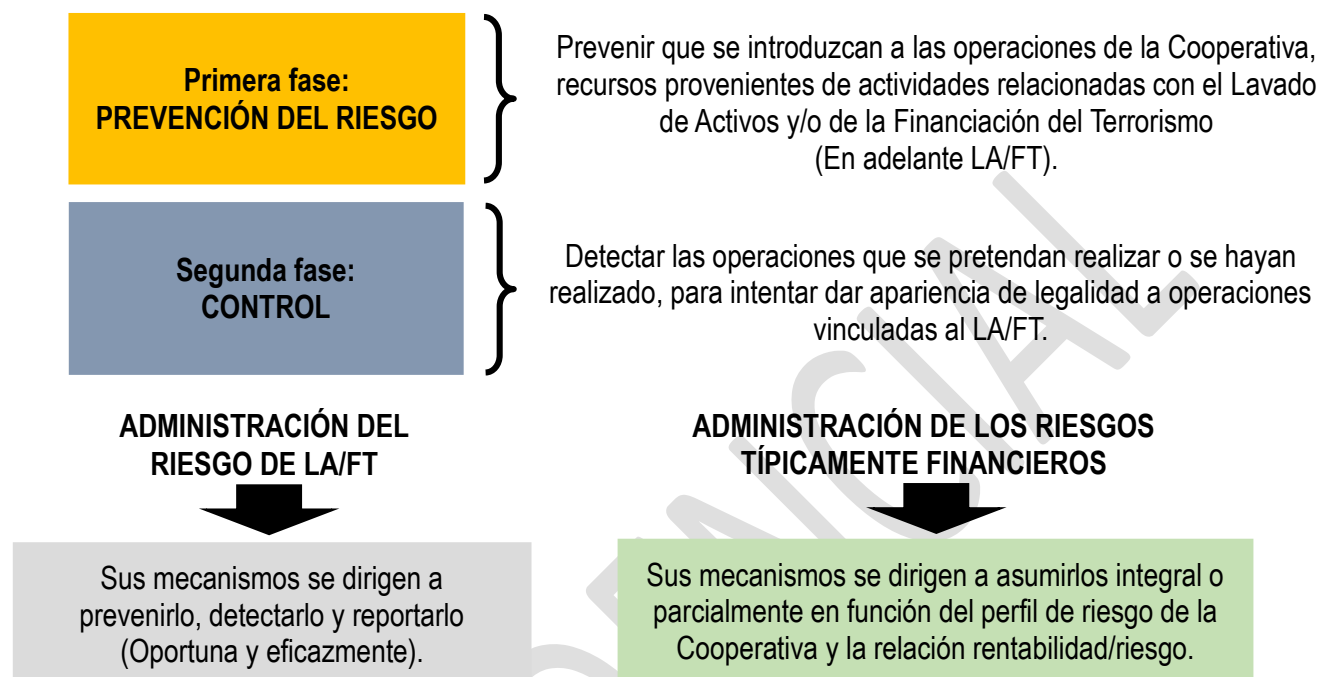 Primera fase:
PREVENCIÓN DEL RIESGO
Prevenir que se introduzcan a las operaciones de la Cooperativa,
recursos provenientes de actividades relacionadas con el Lavado
de Activos y/o de la Financiación del Terrorismo
(En adelante LA/FT).
Segunda fase:
CONTROL
Detectar las operaciones que se pretendan realizar o se hayan
realizado, para intentar dar apariencia de legalidad a operaciones
vinculadas al LA/FT.
ADMINISTRACIÓN DEL
RIESGO DE LA/FT
Sus mecanismos se dirigen a
prevenirlo, detectarlo y reportarlo
(Oportuna y eficazmente).
ADMINISTRACIÓN DE LOS RIESGOS
TÍPICAMENTE FINANCIEROS
Sus mecanismos se dirigen a asumirlos integral o
parcialmente en función del perfil de riesgo de la
Cooperativa y la relación rentabilidad/riesgo.